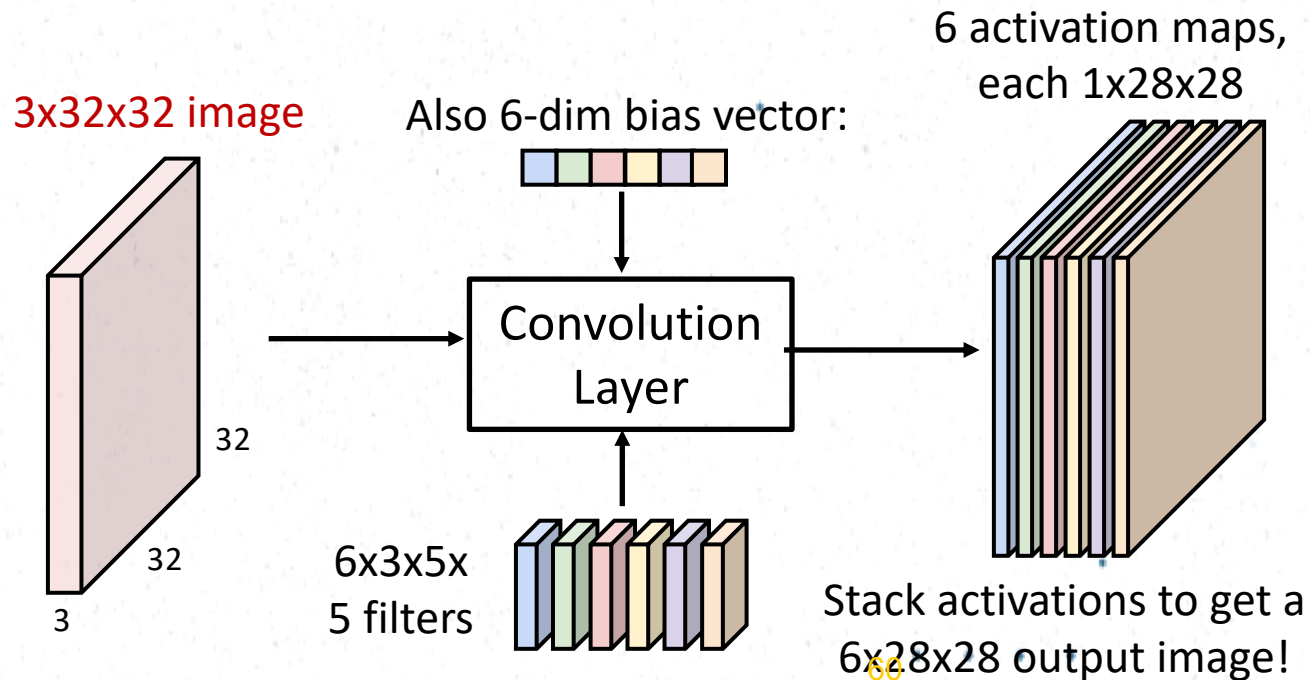 3x32x32 image
32
32
3
Also 6-dim bias vector:
Convolution
Layer
6x3x5x
5 filters
6 activation maps,
each 1x28x28
Stack activations to get a
6x28x28 output image!
60